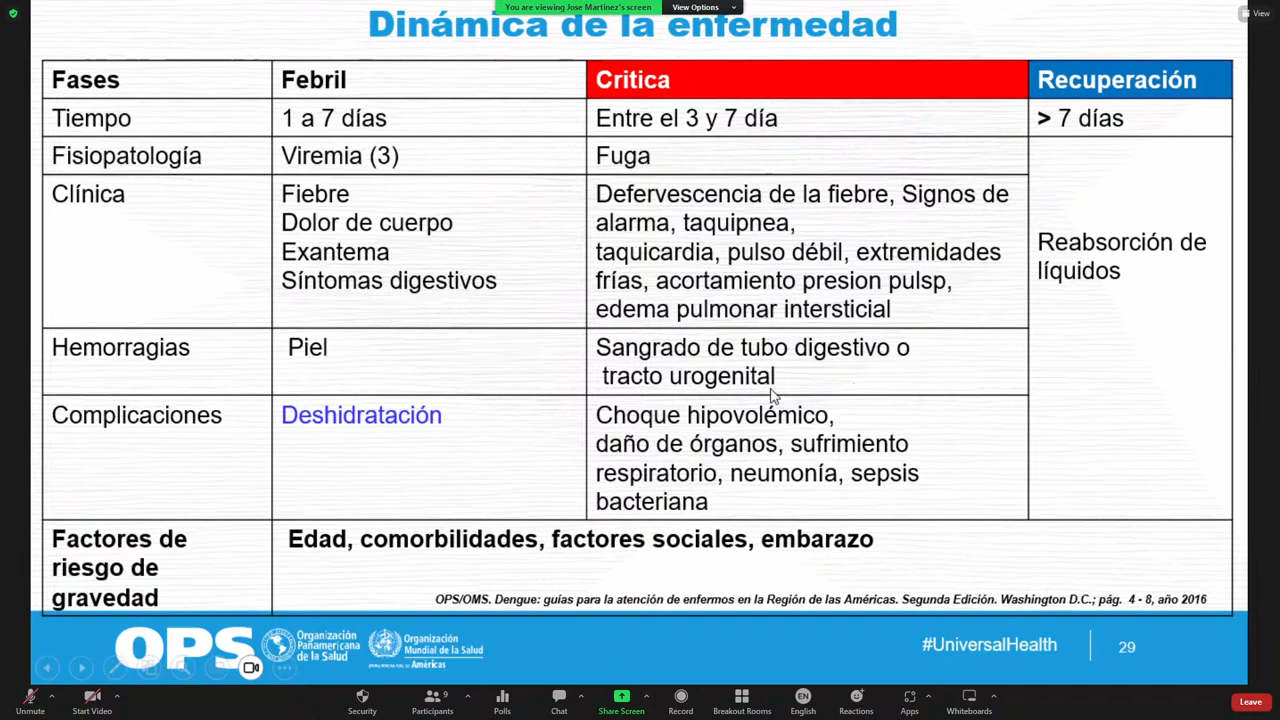 You are viewing Jose Martinez's screen
View Options
View
Dinámica de la enfermedad
Fases
Febril
Critica
Recuperación
Tiempo
1 a 7 días
Entre el 3 y 7 día
> 7 días
Fisiopatología
Viremia (3)
Fuga
Clínica
Fiebre
Dolor de cuerpo
Exantema
Síntomas digestivos
Defervescencia de la fiebre, Signos de
alarma, taquipnea,
taquicardia, pulso débil, extremidades
frías, acortamiento presion pulsp,
edema pulmonar intersticial
Reabsorción de
líquidos
Hemorragias
Piel
Sangrado de tubo digestivo o
tracto urogenital
Complicaciones
Deshidratación
Choque hipovolémico,
daño de órganos, sufrimiento
respiratorio, neumonía, sepsis
bacteriana
Factores de
riesgo de
gravedad
Edad, comorbilidades, factores sociales, embarazo
OPS/OMS. Dengue: guías para la atención de enfermos en la Región de las Américas. Segunda Edición. Washington D.C.; pág. 4 - 8, año 2016
OPS
Organización
Panamericana
de la Salud
Organización
Mundial de la Salud
Américas
#UniversalHealth
29
Unmute
Start Video
Security
9
Participants
Polls
Chat
Share Screen
Record
Breakout Rooms
EN
English
Reactions
Apps
Whiteboards
Leave